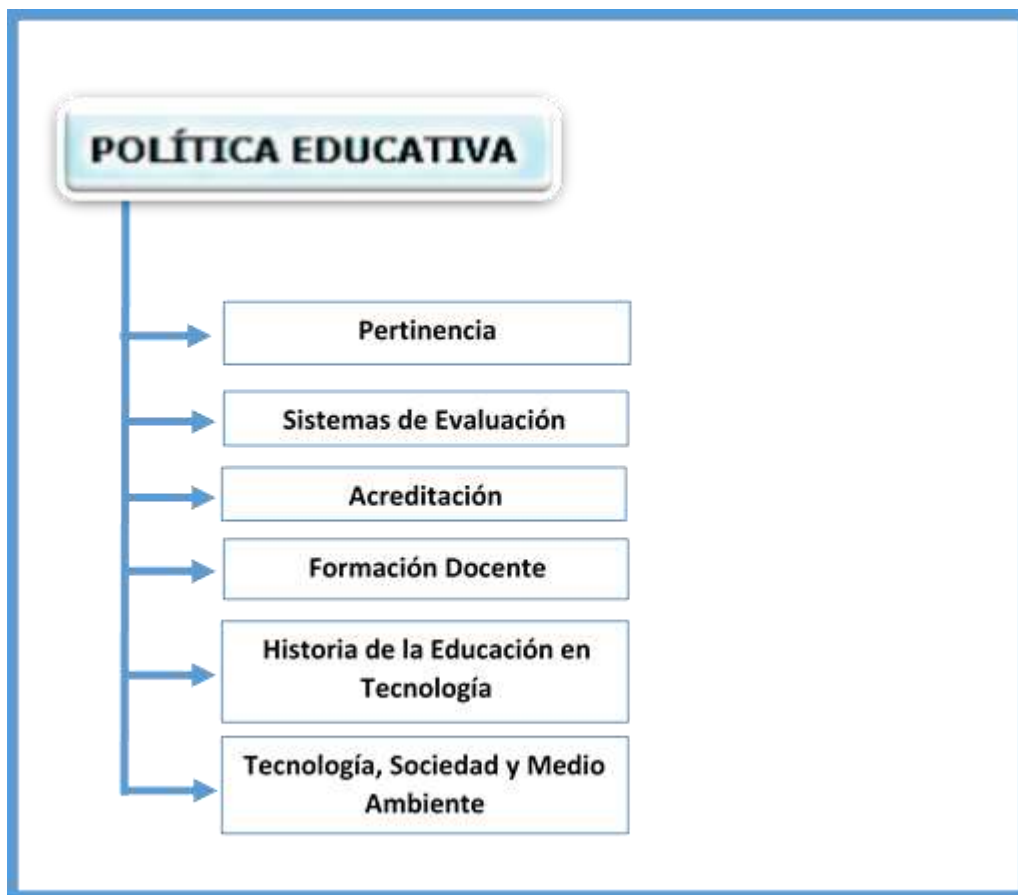 POLÍTICA EDUCATIVA
Pertinencia
Sistemas de Evaluación
Acreditación
Formación Docente
Historia de la Educación en
Tecnología
Tecnología, Sociedad y Medio
Ambiente